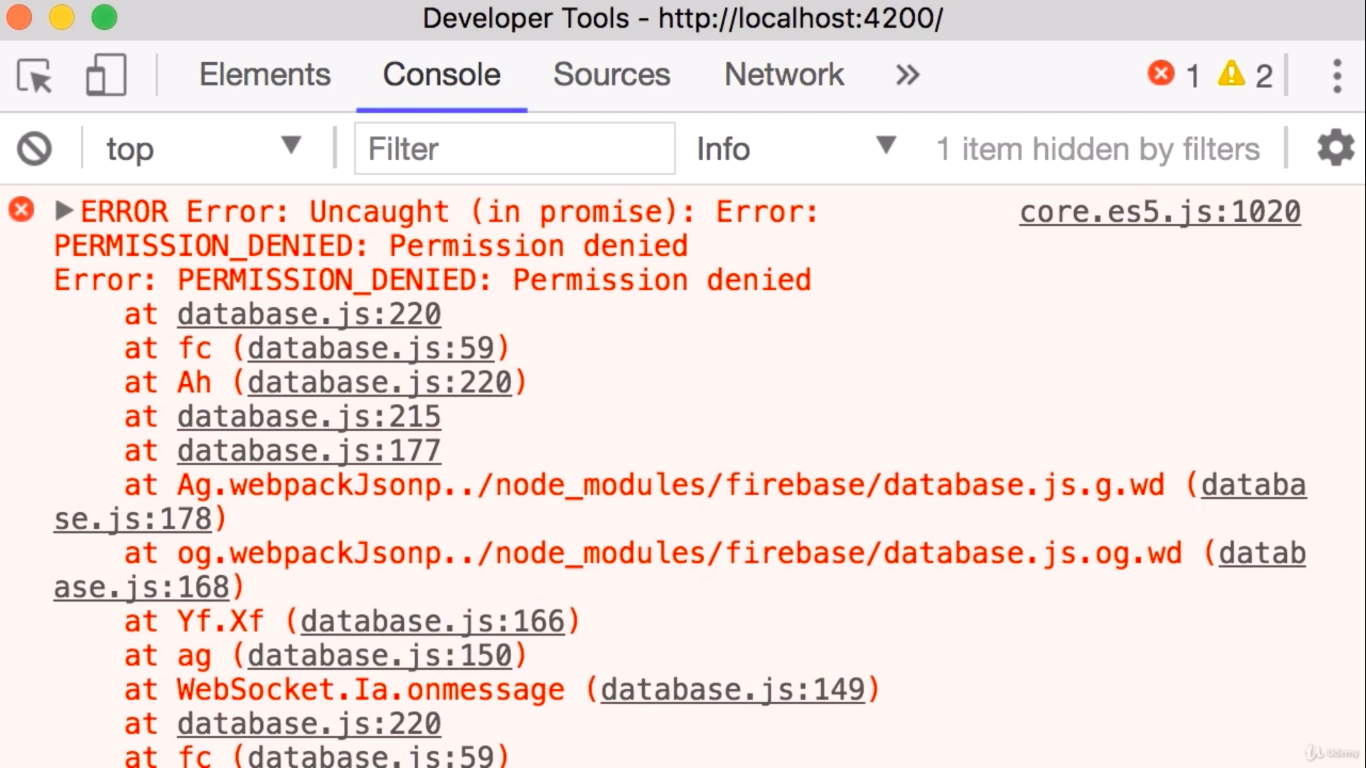 Developer Tools - http://localhost:4200/
Elements Console Sources Network » 1 2
top Filter Info 1 item hidden by filters
ERROR Error: Uncaught (in promise): Error: core.es5.js:1020
PERMISSION_DENIED: Permission denied
Error: PERMISSION_DENIED: Permission denied
at database.js:220
at fc (database.js:59)
at Ah (database.js:220)
at database.js:215
at database.js:177
at Ag.webpackJsonp../node_modules/firebase/database.js.g.wd (databa
se.js:178)
at og.webpackJsonp../node_modules/firebase/database.js.og.wd (datab
ase.js:168)
at Yf.Xf (database.js:166)
at ag (database.js:150)
at WebSocket.Ia.onmessage (database.js:149)
at database.js:220
at fc (database.js:59)
Udemy